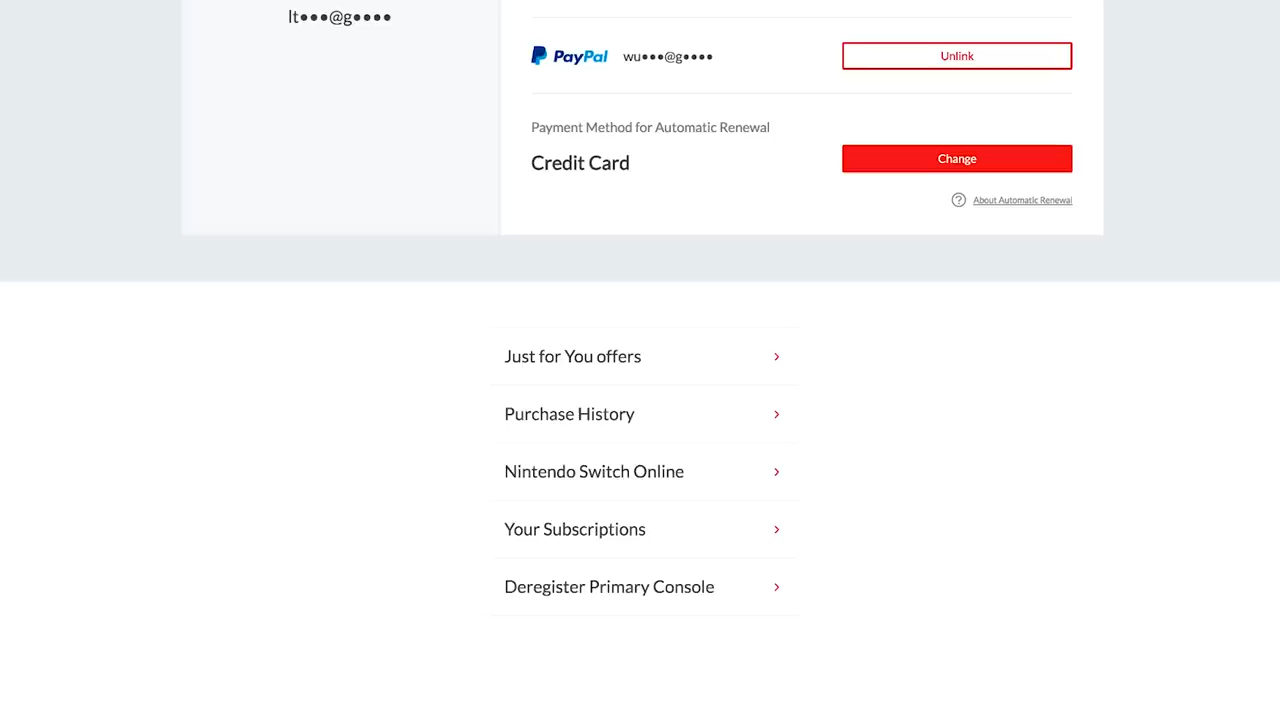 lt●●●@g●●●●
PayPal wu●●●@g●●●● Unlink
Payment Method for Automatic Renewal
Credit Card Change
? About Automatic Renewal
Just for You offers
Purchase History
Nintendo Switch Online
Your Subscriptions
Deregister Primary Console